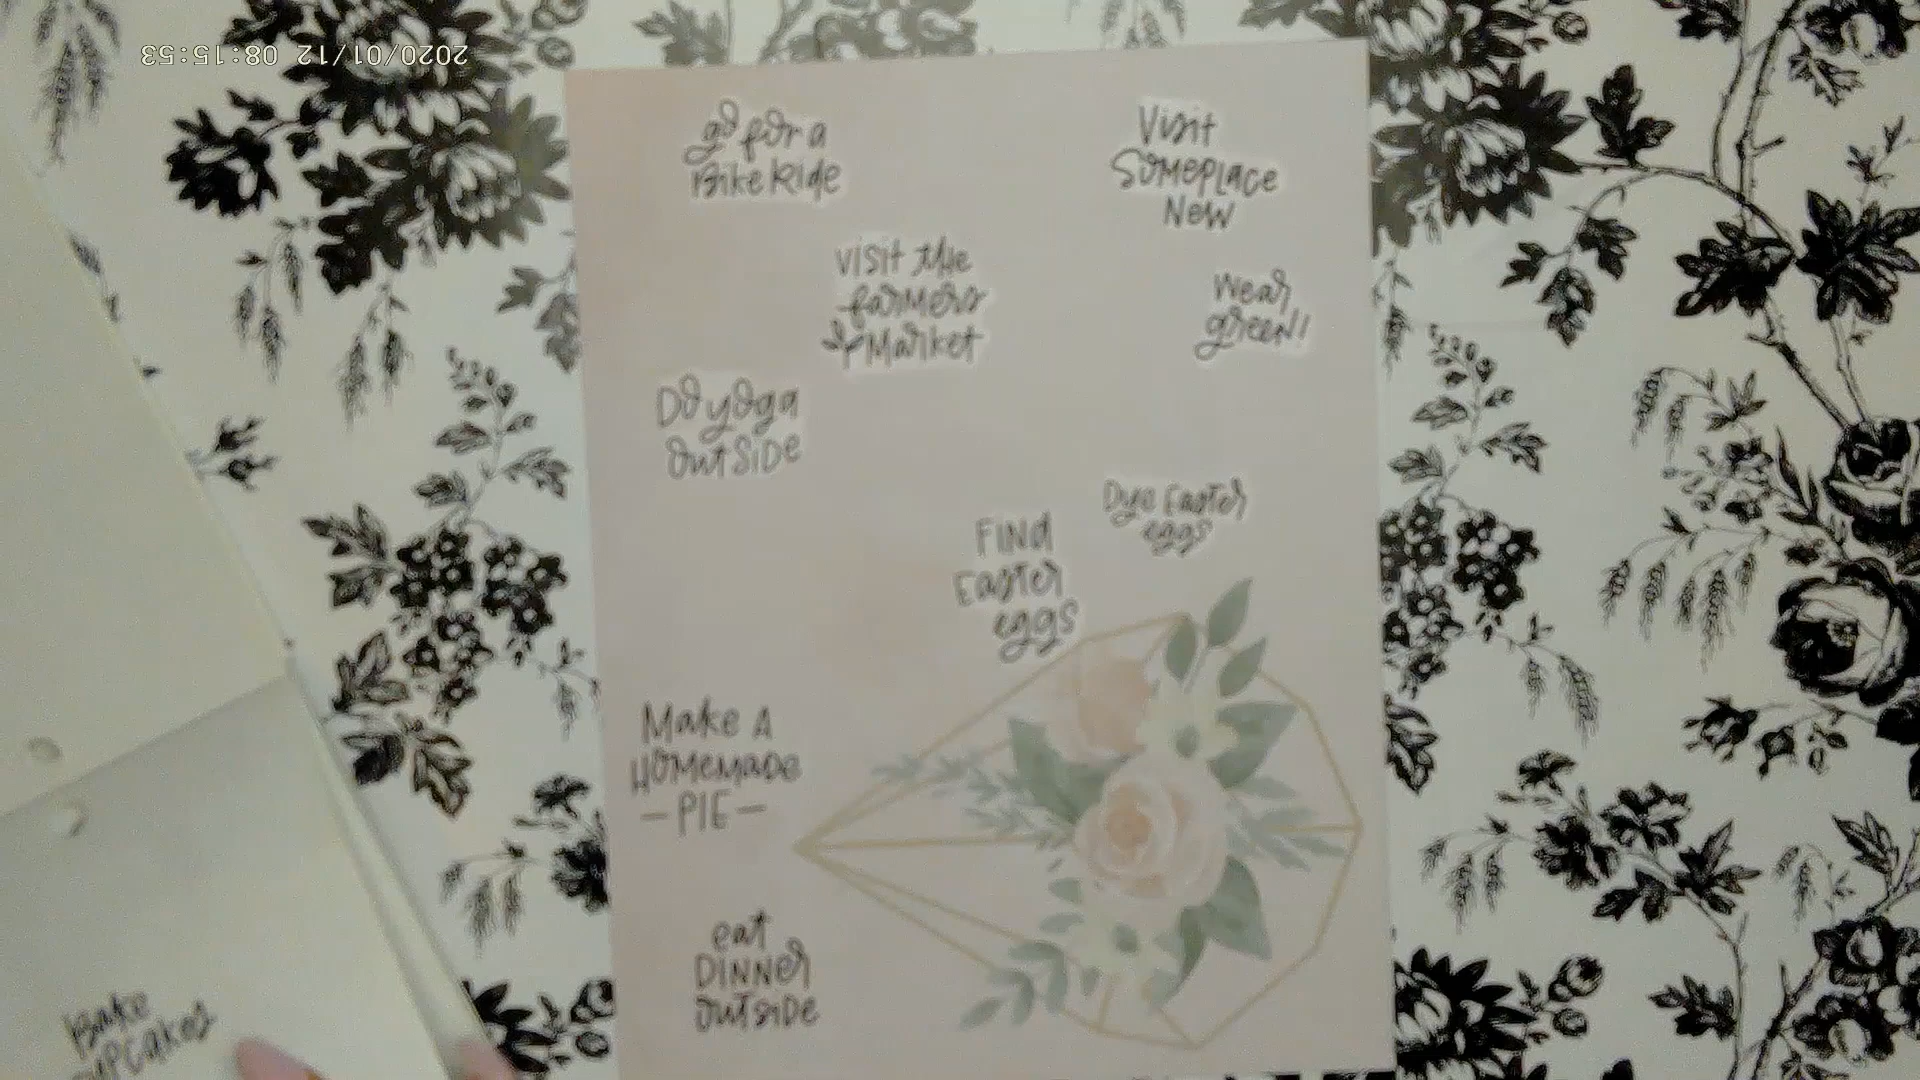 2020/01/12 08:15:53
go for a
Bike Ride
Visit
Someplace
New
visit the
farmers
Market
Wear
green!
Do yoga
outside
Dye Easter
eggs
FIND
Easter
eggs
Make A
Homemade
— PIE —
eat
DINNer
outside
Bake
cupcakes